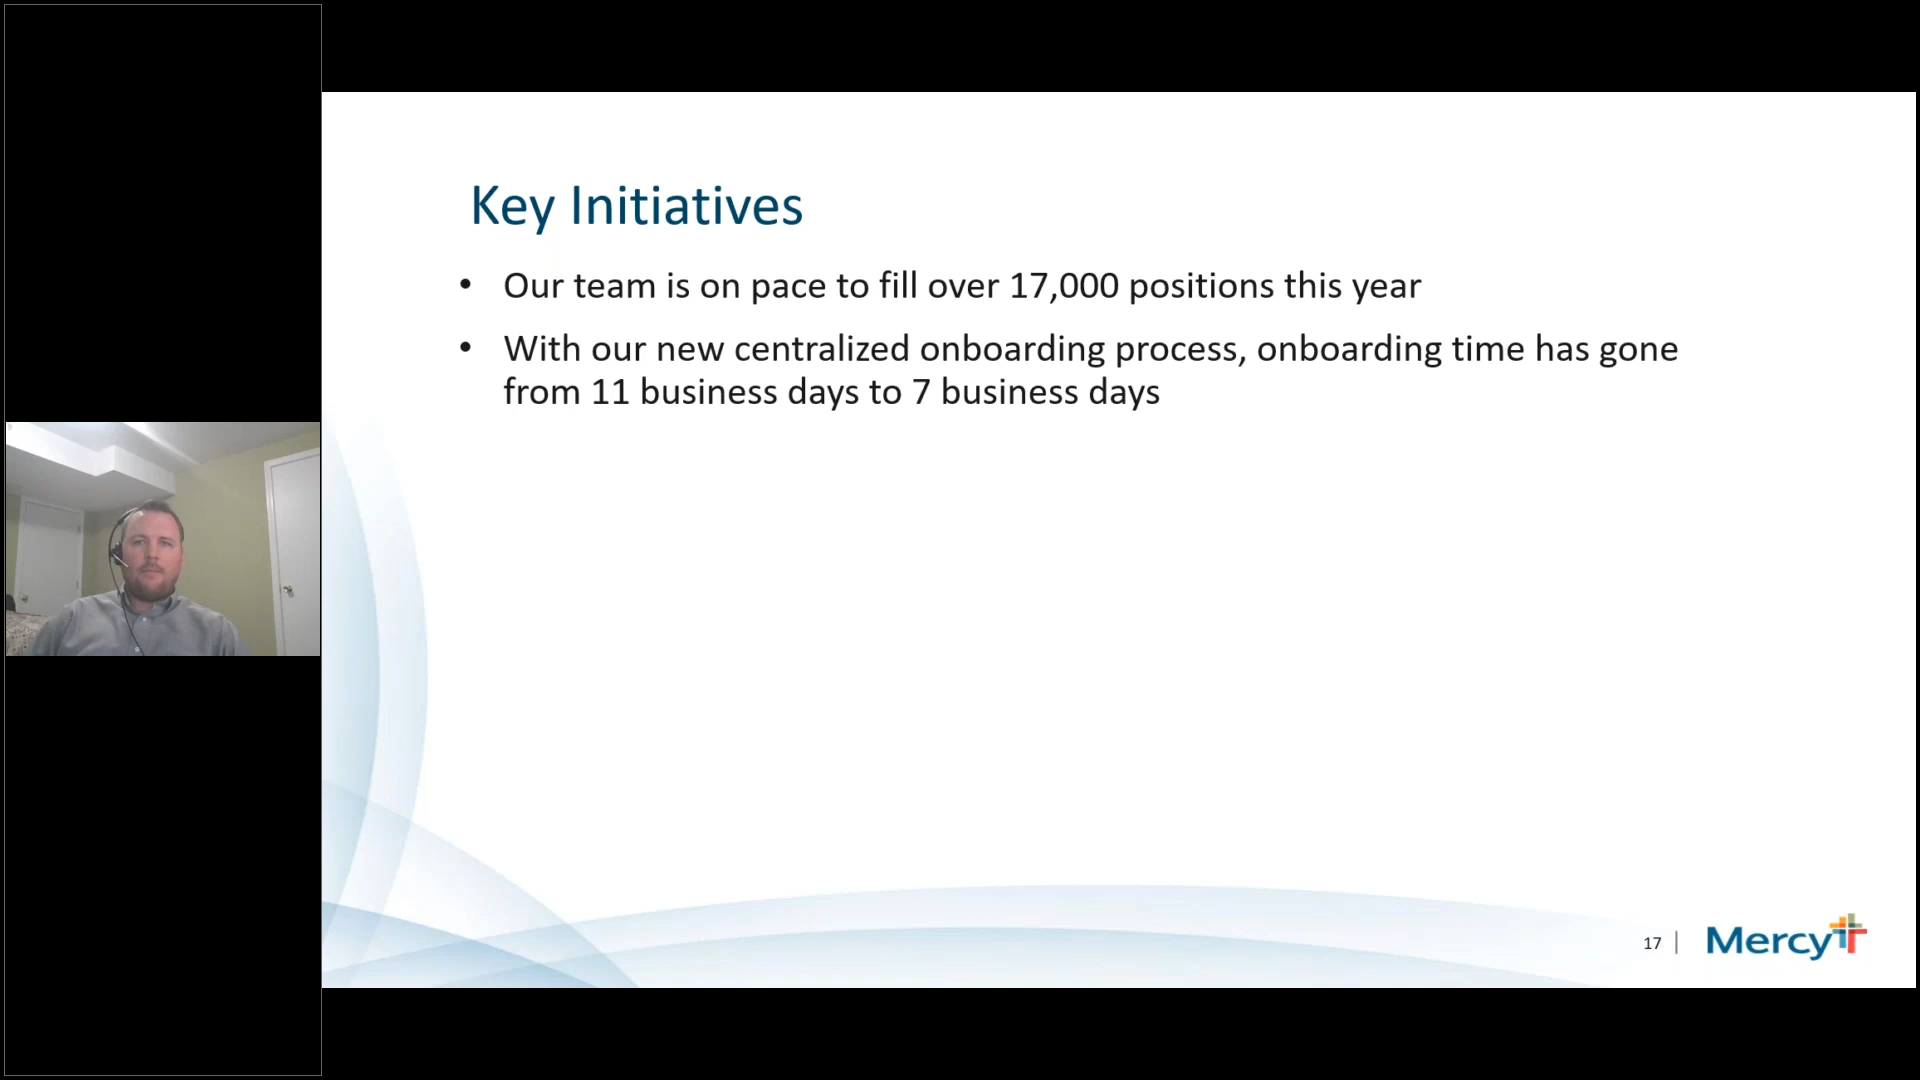 Key Initiatives
• Our team is on pace to fill over 17,000 positions this year
• With our new centralized onboarding process, onboarding time has gone
from 11 business days to 7 business days
17 |
Mercy